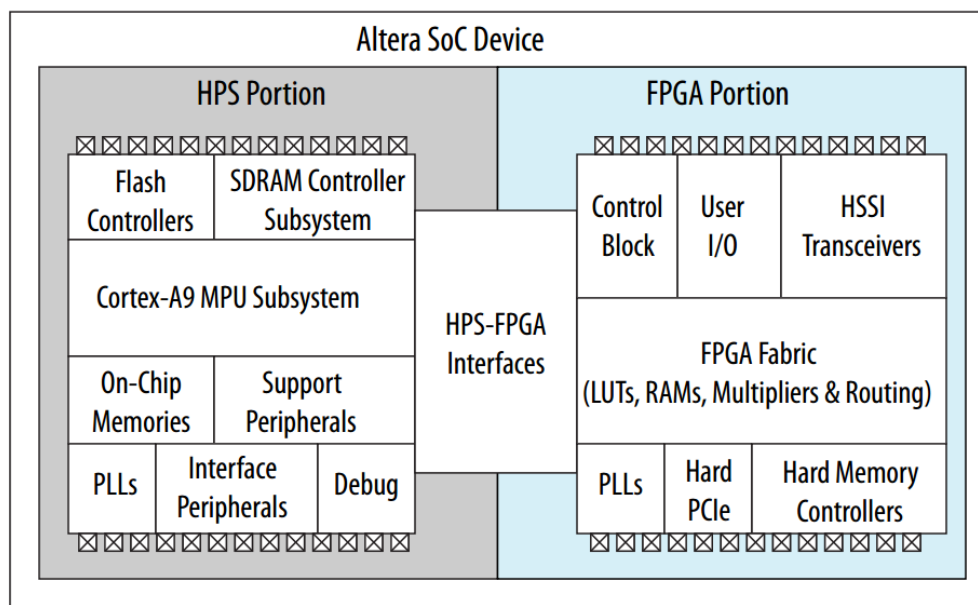 Altera SoC Device
HPS Portion
FPGA Portion
Flash
Controllers
SDRAM Controller
Subsystem
Cortex-A9 MPU Subsystem
On-Chip
Memories
Support
Peripherals
PLLs
Interface
Peripherals
Debug
HPS-FPGA
Interfaces
Control
Block
User
I/O
HSSI
Transceivers
FPGA Fabric
(LUTs, RAMs, Multipliers & Routing)
PLLs
Hard
PCIe
Hard Memory
Controllers